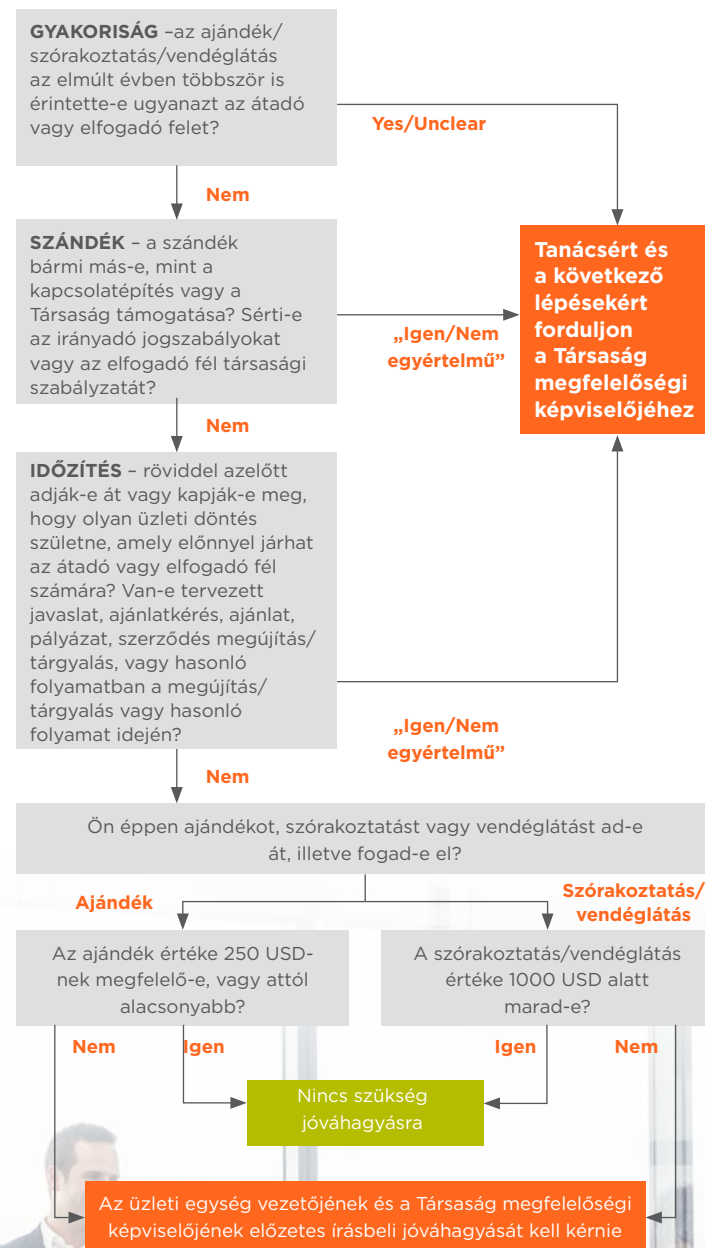 GYAKORISÁG –az ajándék/
szórakoztatás/vendéglátás
az elmúlt évben többször is
érintette-e ugyanazt az átadó
vagy elfogadó felet?
Yes/Unclear
Nem
SZÁNDÉK – a szándék
bármi más-e, mint a
kapcsolatépítés vagy a
Társaság támogatása? Sérti-e
az irányadó jogszabályokat
vagy az elfogadó fél társasági
szabályzatát?
„Igen/Nem
egyértelmű”
Tanácsért és
a következő
lépésekért
forduljon
a Társaság
megfelelőségi
képviselőjéhez
Nem
IDŐZÍTÉS – röviddel azelőtt
adják-e át vagy kapják-e meg,
hogy olyan üzleti döntés
születne, amely előnnyel járhat
az átadó vagy elfogadó fél
számára? Van-e tervezett
javaslat, ajánlatkérés, ajánlat,
pályázat, szerződés megújítás/
tárgyalás, vagy hasonló
folyamatban a megújítás/
tárgyalás vagy hasonló
folyamat idején?
„Igen/Nem
egyértelmű”
Nem
Ön éppen ajándékot, szórakoztatást vagy vendéglátást ad-e
át, illetve fogad-e el?
Ajándék
Szórakoztatás/
vendéglátás
Az ajándék értéke 250 USD-
nek megfelelő-e, vagy attól
alacsonyabb?
A szórakoztatás/vendéglátás
értéke 1000 USD alatt
marad-e?
Nem
Igen
Igen
Nem
Nincs szükség
jóváhagyásra
Az üzleti egység vezetőjének és a Társaság megfelelőségi
képviselőjének előzetes írásbeli jóváhagyását kell kérnie